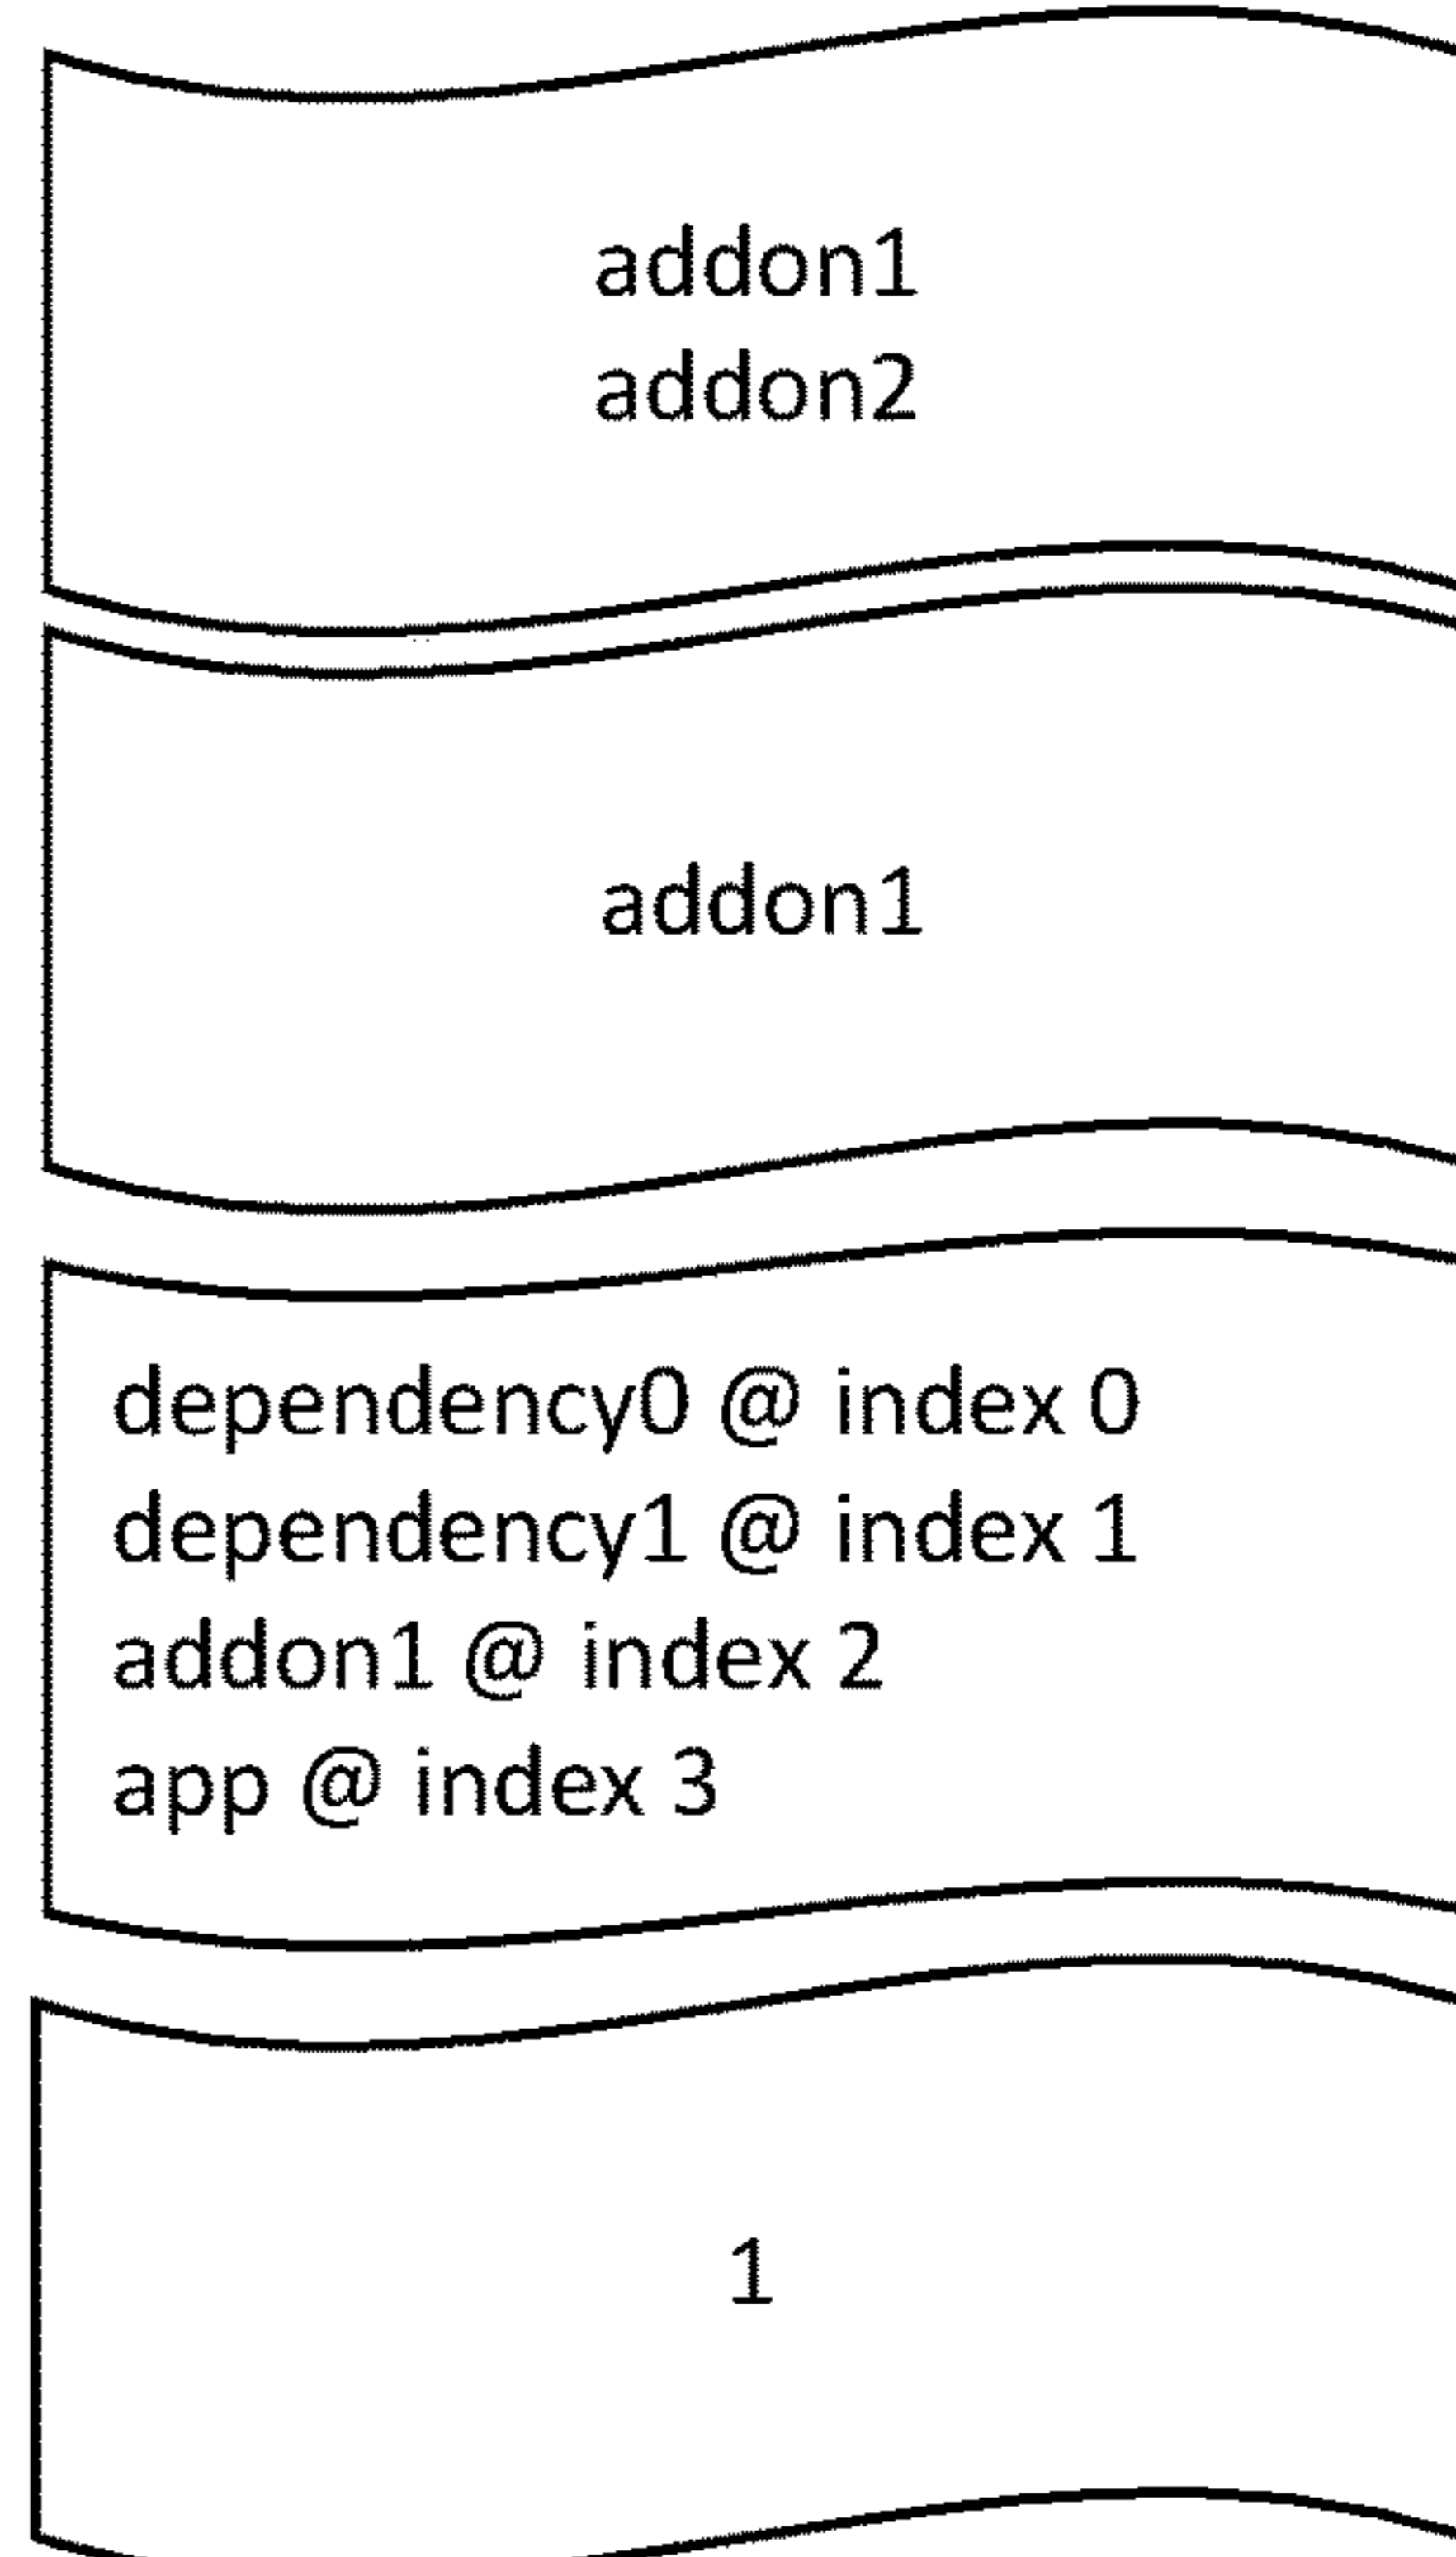 addon1
addon2
addon1
dependency0 @ index 0
dependency1 @ index 1
addon1 @ index 2
app @ index 3
1